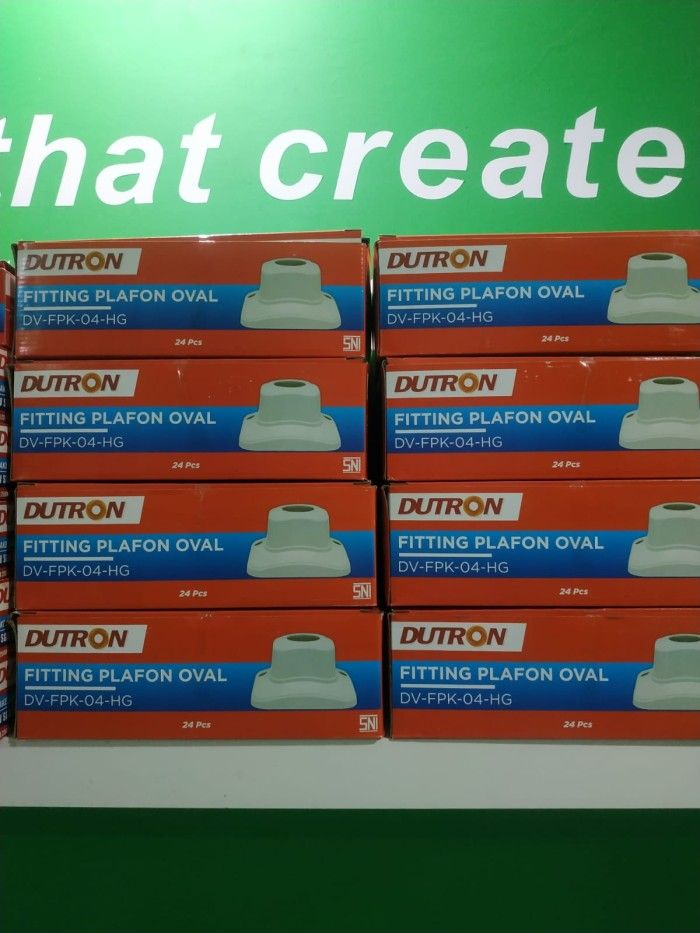 that create
DUTRON
FITTING PLAFON OVAL
DV-FPK-04-HG
24 Pcs
SNI
DUTRON
FITTING PLAFON OVAL
DV-FPK-04-HG
24 Pcs
DUTRON
FITTING PLAFON OVAL
DV-FPK-04-HG
24 Pcs
SNI
DUTRON
FITTING PLAFON OVAL
DV-FPK-04-HG
24 Pcs
DUTRON
FITTING PLAFON OVAL
DV-FPK-04-HG
24 Pcs
SNI
DUTRON
FITTING PLAFON OVAL
DV-FPK-04-HG
24 Pcs
DUTRON
FITTING PLAFON OVAL
DV-FPK-04-HG
24 Pcs
SNI
DUTRON
FITTING PLAFON OVAL
DV-FPK-04-HG
24 Pcs